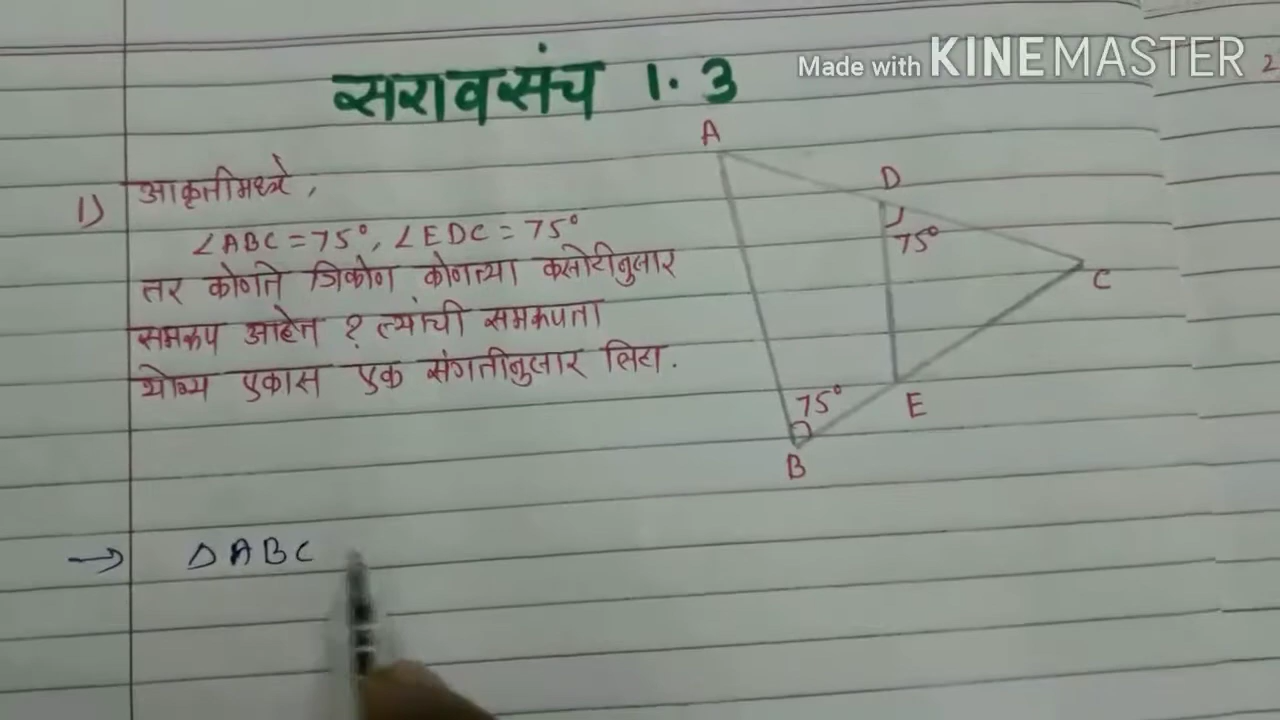 Made with KINEMASTER
2
सरावसंच 1.3
1) आकृतीमध्ये,
∠ABC = 75°, ∠EDC = 75°
तर कोणते त्रिकोण कोणत्या कसोटीनुसार
समरूप आहेत ? त्यांची समरूपता
योग्य एकास एक संगतीनुसार लिहा.
A
D
75°
C
75°
E
B
→ △ABC